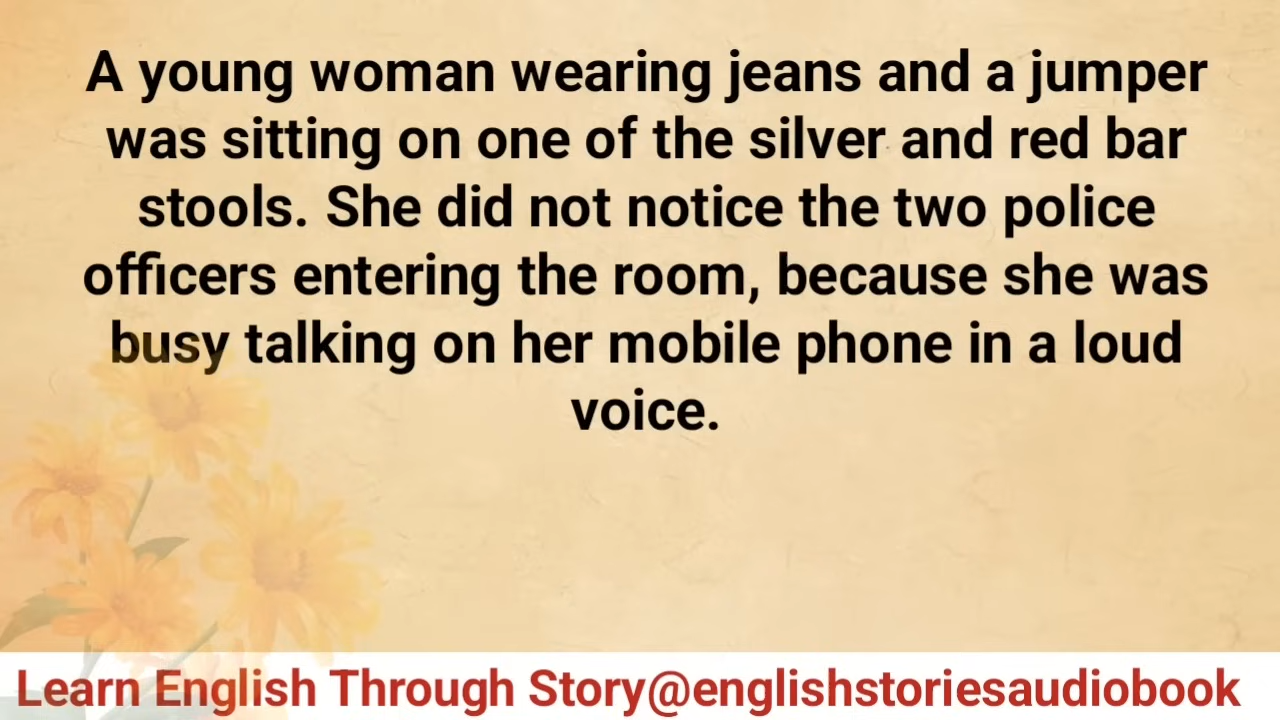 A young woman wearing jeans and a jumper
was sitting on one of the silver and red bar
stools. She did not notice the two police
officers entering the room, because she was
busy talking on her mobile phone in a loud
voice.
Learn English Through Story@englishstoriesaudiobook